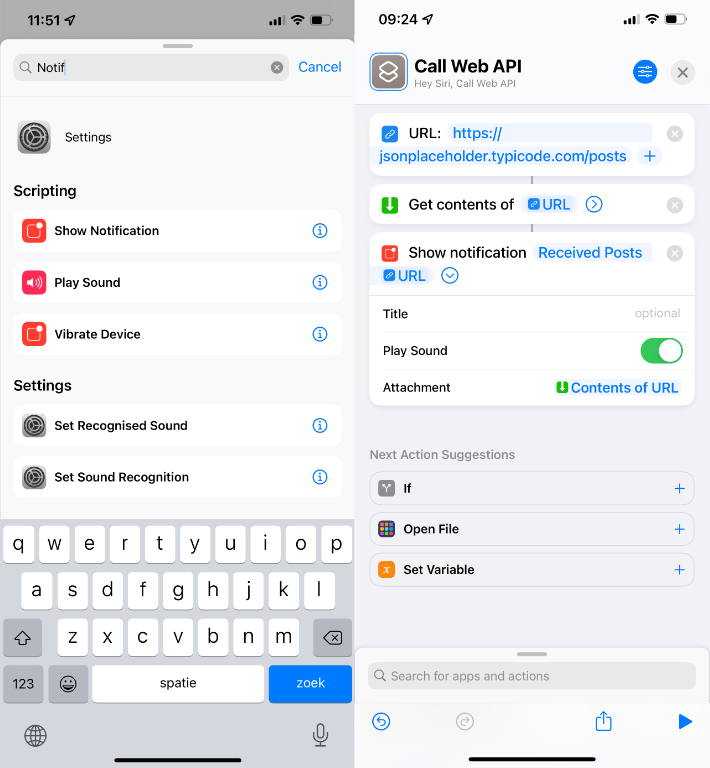 11:51
Notif
Cancel
Settings
Scripting
Show Notification
Play Sound
Vibrate Device
Settings
Set Recognised Sound
Set Sound Recognition
q w e r t y u i o p
a s d f g h j k l
z x c v b n m
123 spatie zoek
09:24
Call Web API
Hey Siri, Call Web API
URL: https://
jsonplaceholder.typicode.com/posts
Get contents of URL
Show notification Received Posts
URL
Title optional
Play Sound
Attachment Contents of URL
Next Action Suggestions
If
Open File
x Set Variable
Search for apps and actions